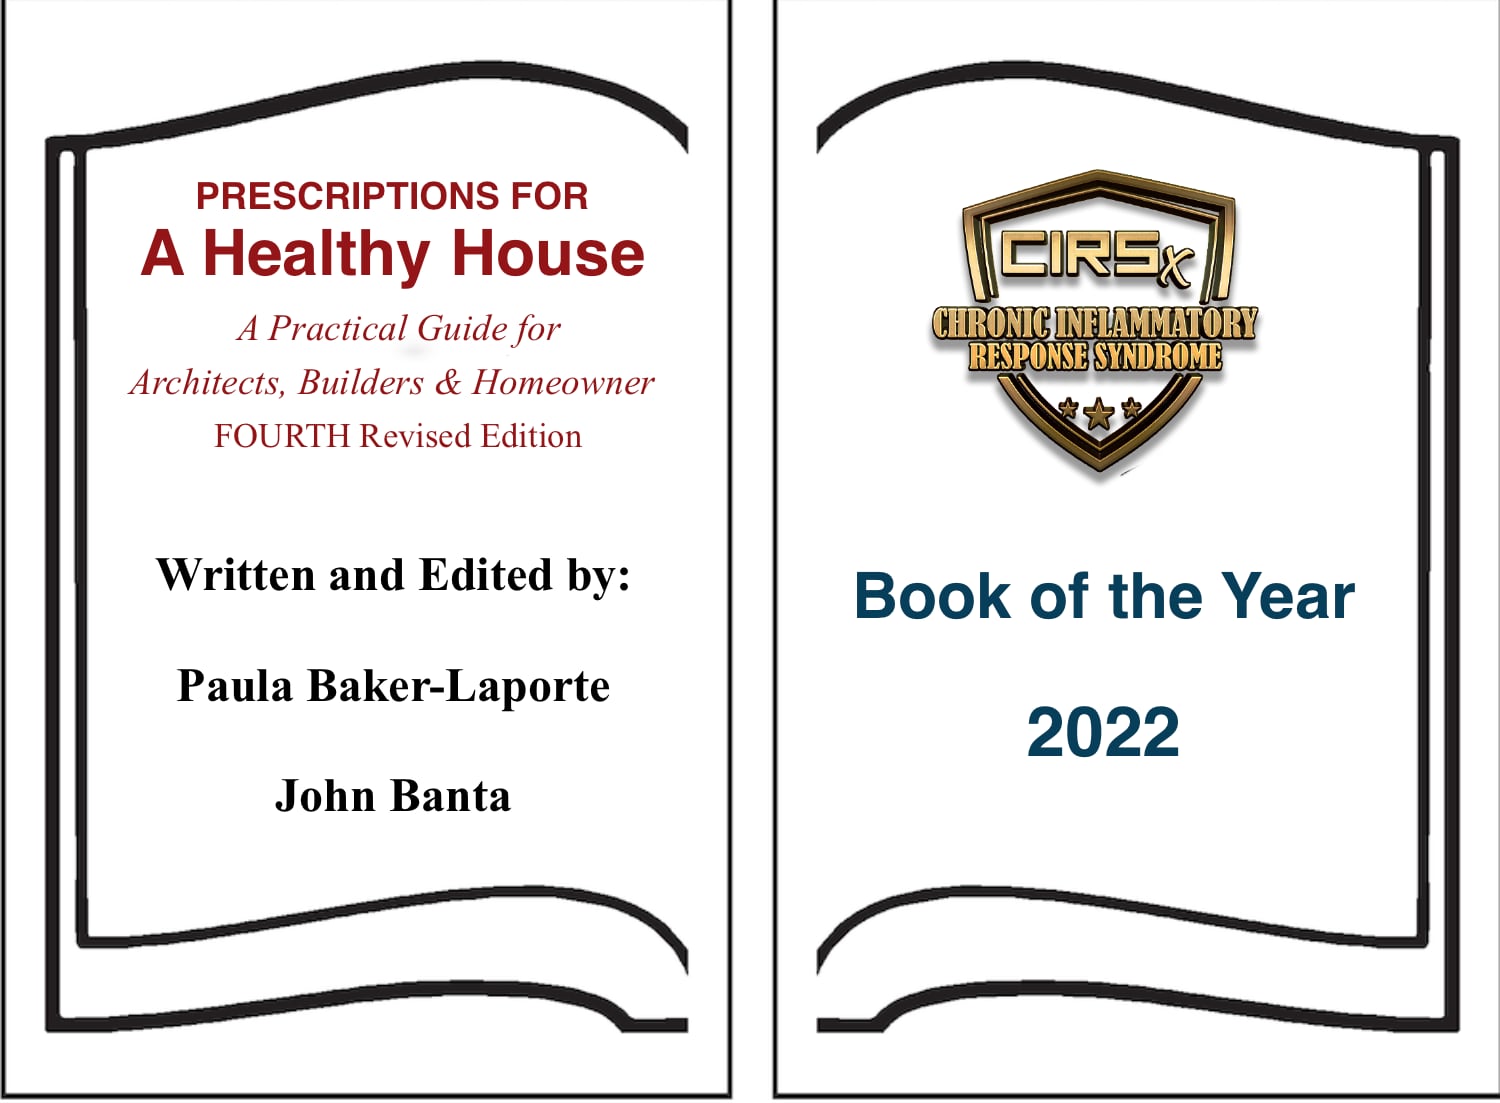 PRESCRIPTIONS FOR
A Healthy House
A Practical Guide for
Architects, Builders & Homeowner
FOURTH Revised Edition
Written and Edited by:
Paula Baker-Laporte
John Banta
CIRSx
CHRONIC INFLAMMATORY
RESPONSE SYNDROME
Book of the Year
2022